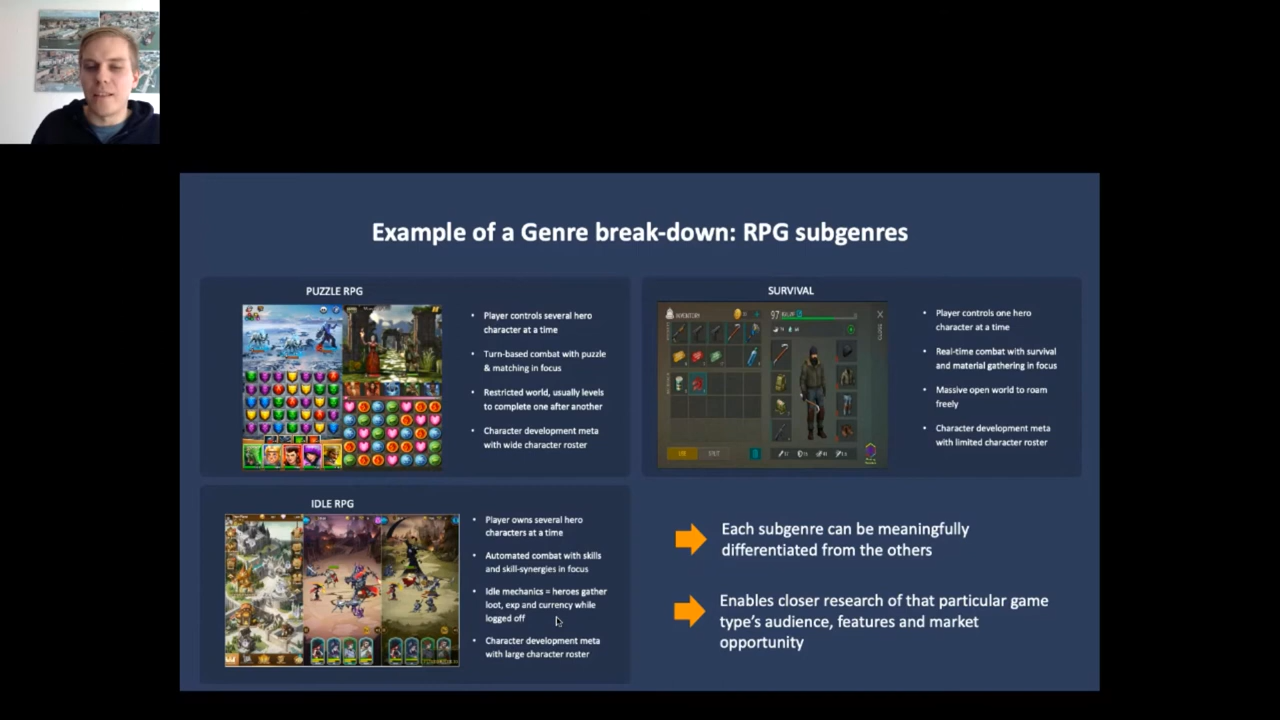 Example of a Genre break-down: RPG subgenres
PUZZLE RPG
• Player controls several hero
character at a time
• Turn-based combat with puzzle
& matching in focus
• Restricted world, usually levels
to complete one after another
• Character development meta
with wide character roster
SURVIVAL
INVENTORY
97
SPLIT
• Player controls one hero
character at a time
• Real-time combat with survival
and material gathering in focus
• Massive open world to roam
freely
• Character development meta
with limited character roster
IDLE RPG
• Player owns several hero
characters at a time
• Automated combat with skills
and skill-synergies in focus
• Idle mechanics = heroes gather
loot, exp and currency while
logged off
• Character development meta
with large character roster
Each subgenre can be meaningfully
differentiated from the others
Enables closer research of that particular game
type's audience, features and market
opportunity